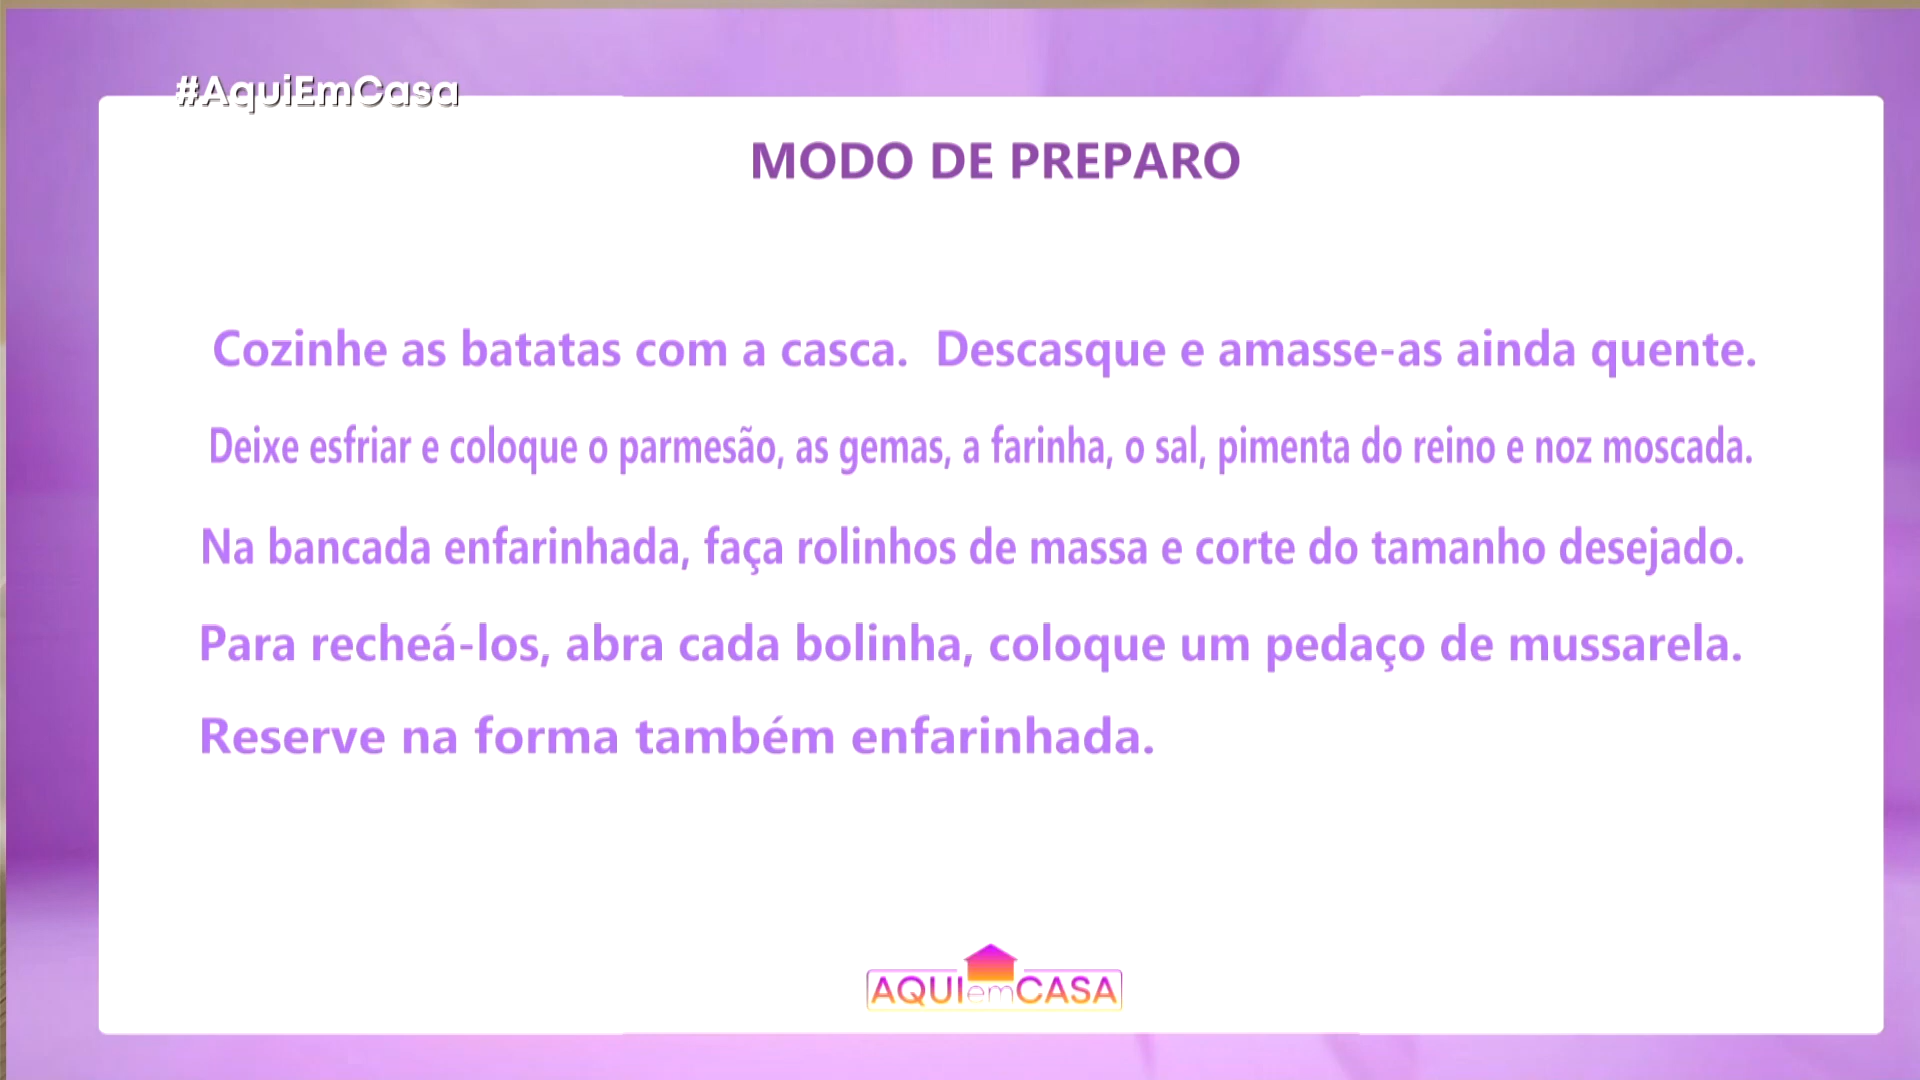 #AquiEmCasa
MODO DE PREPARO
Cozinhe as batatas com a casca.  Descasque e amasse-as ainda quente.
Deixe esfriar e coloque o parmesão, as gemas, a farinha, o sal, pimenta do reino e noz moscada.
Na bancada enfarinhada, faça rolinhos de massa e corte do tamanho desejado.
Para recheá-los, abra cada bolinha, coloque um pedaço de mussarela.
Reserve na forma também enfarinhada.
AQUI em CASA